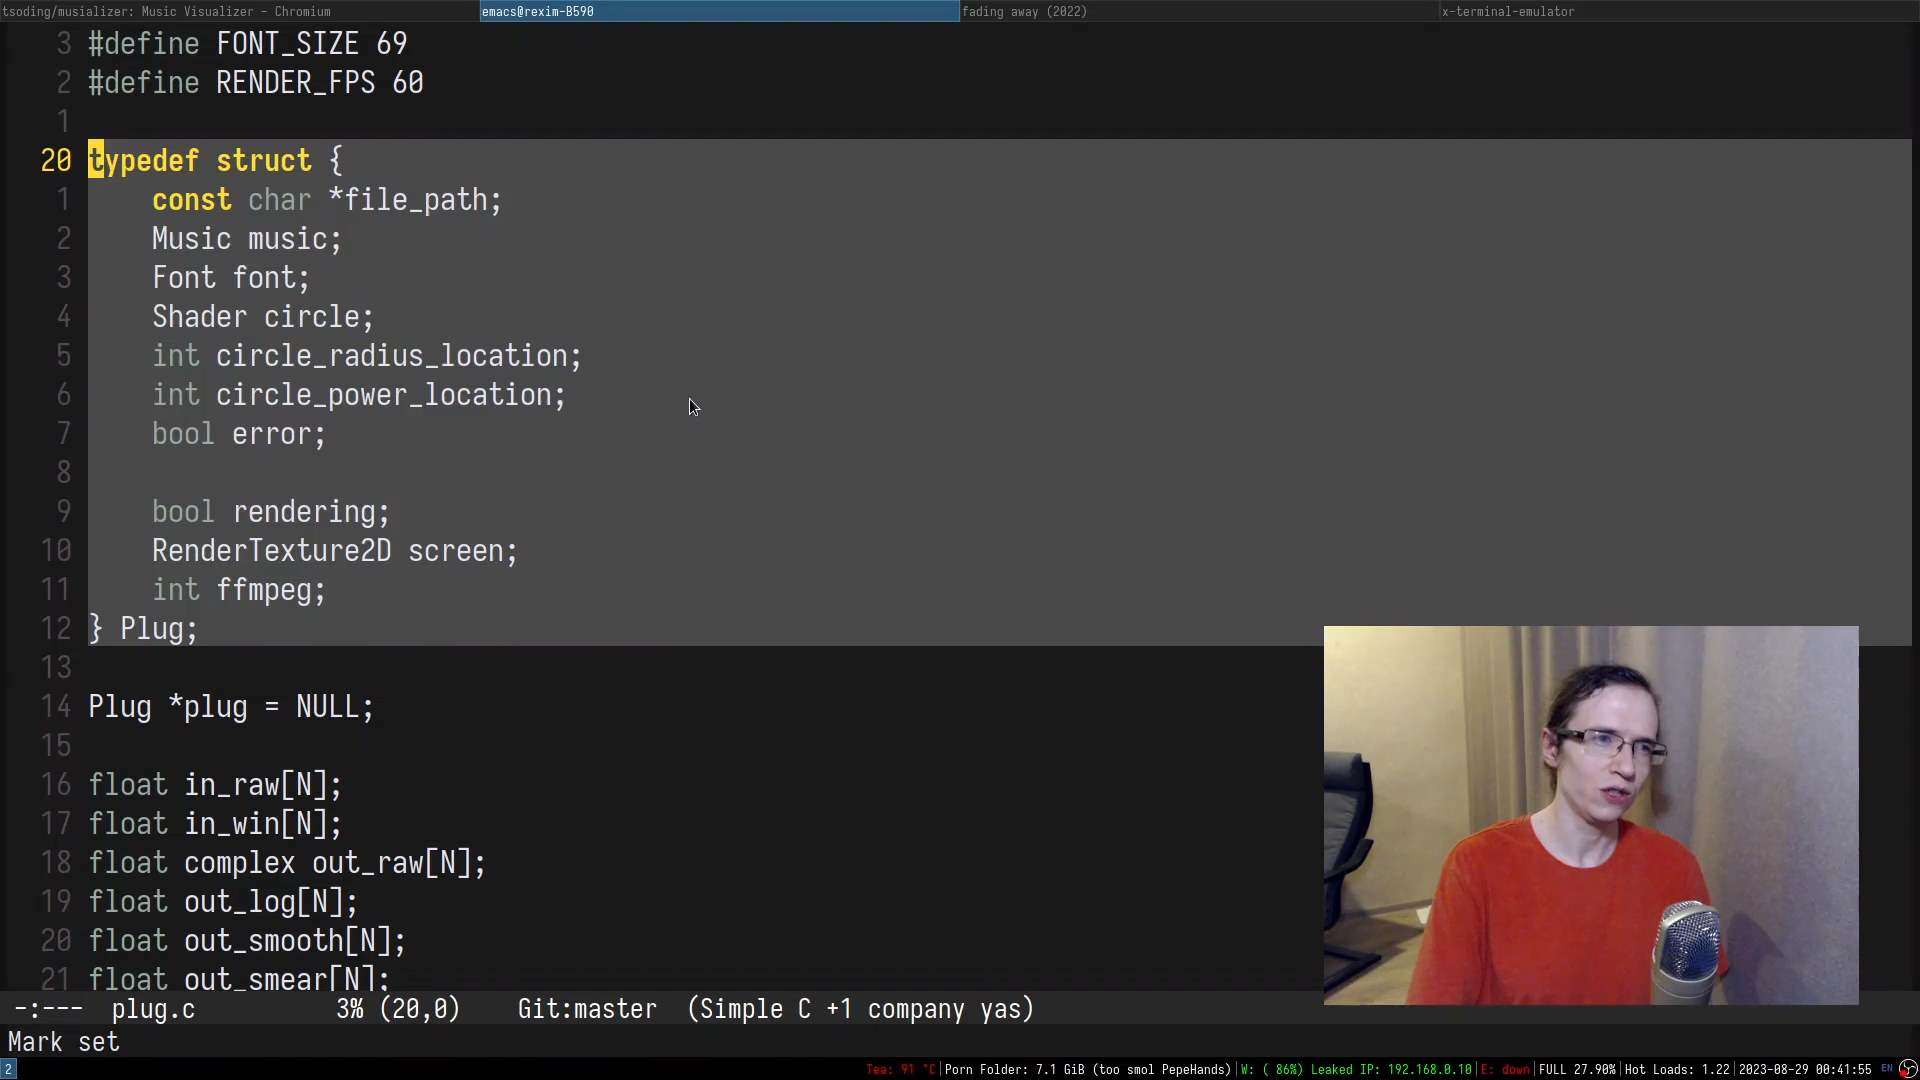 tsoding/musializer: Music Visualizer - Chromium emacs@rexim-B590 fading away (2022) x-terminal-emulator
3 #define FONT_SIZE 69
2 #define RENDER_FPS 60
1
20 typedef struct {
1 const char *file_path;
2 Music music;
3 Font font;
4 Shader circle;
5 int circle_radius_location;
6 int circle_power_location;
7 bool error;
8
9 bool rendering;
10 RenderTexture2D screen;
11 int ffmpeg;
12 } Plug;
13
14 Plug *plug = NULL;
15
16 float in_raw[N];
17 float in_win[N];
18 float complex out_raw[N];
19 float out_log[N];
20 float out_smooth[N];
21 float out_smear[N];
-:--- plug.c 3% (20,0) Git:master (Simple C +1 company yas)
Mark set
2 Tea: 91 °C|Porn Folder: 7.1 GiB (too smol PepeHands)|W: ( 86%) Leaked IP: 192.168.0.10|E: down|FULL 27.90%|Hot Loads: 1.22|2023-08-29 00:41:55 EN